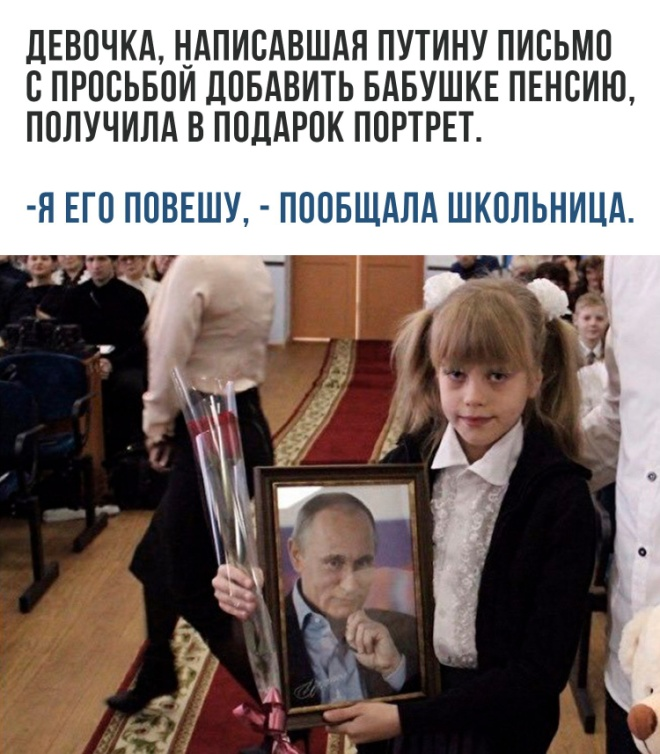 ДЕВОЧКА, НАПИСАВШАЯ ПУТИНУ ПИСЬМО
С ПРОСЬБОЙ ДОБАВИТЬ БАБУШКЕ ПЕНСИЮ,
ПОЛУЧИЛА В ПОДАРОК ПОРТРЕТ.
-Я ЕГО ПОВЕШУ, - ПООБЩАЛА ШКОЛЬНИЦА.